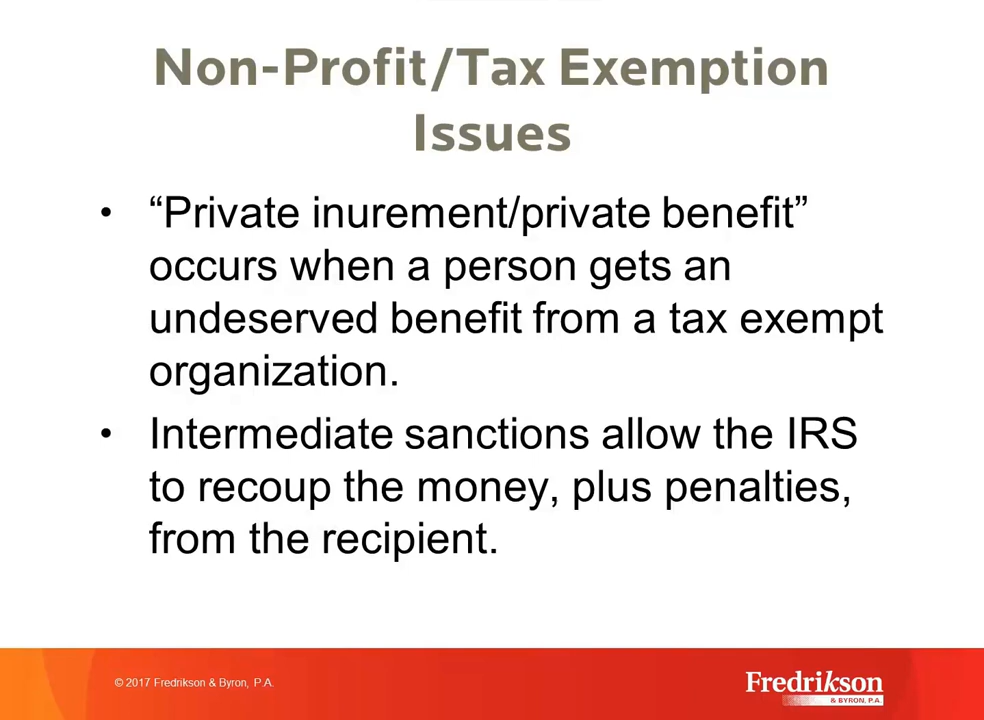 Non-Profit/Tax Exemption
Issues
• “Private inurement/private benefit”
occurs when a person gets an
undeserved benefit from a tax exempt
organization.
• Intermediate sanctions allow the IRS
to recoup the money, plus penalties,
from the recipient.
© 2017 Fredrikson & Byron, P.A.
Fredrikson
& BYRON, P.A.